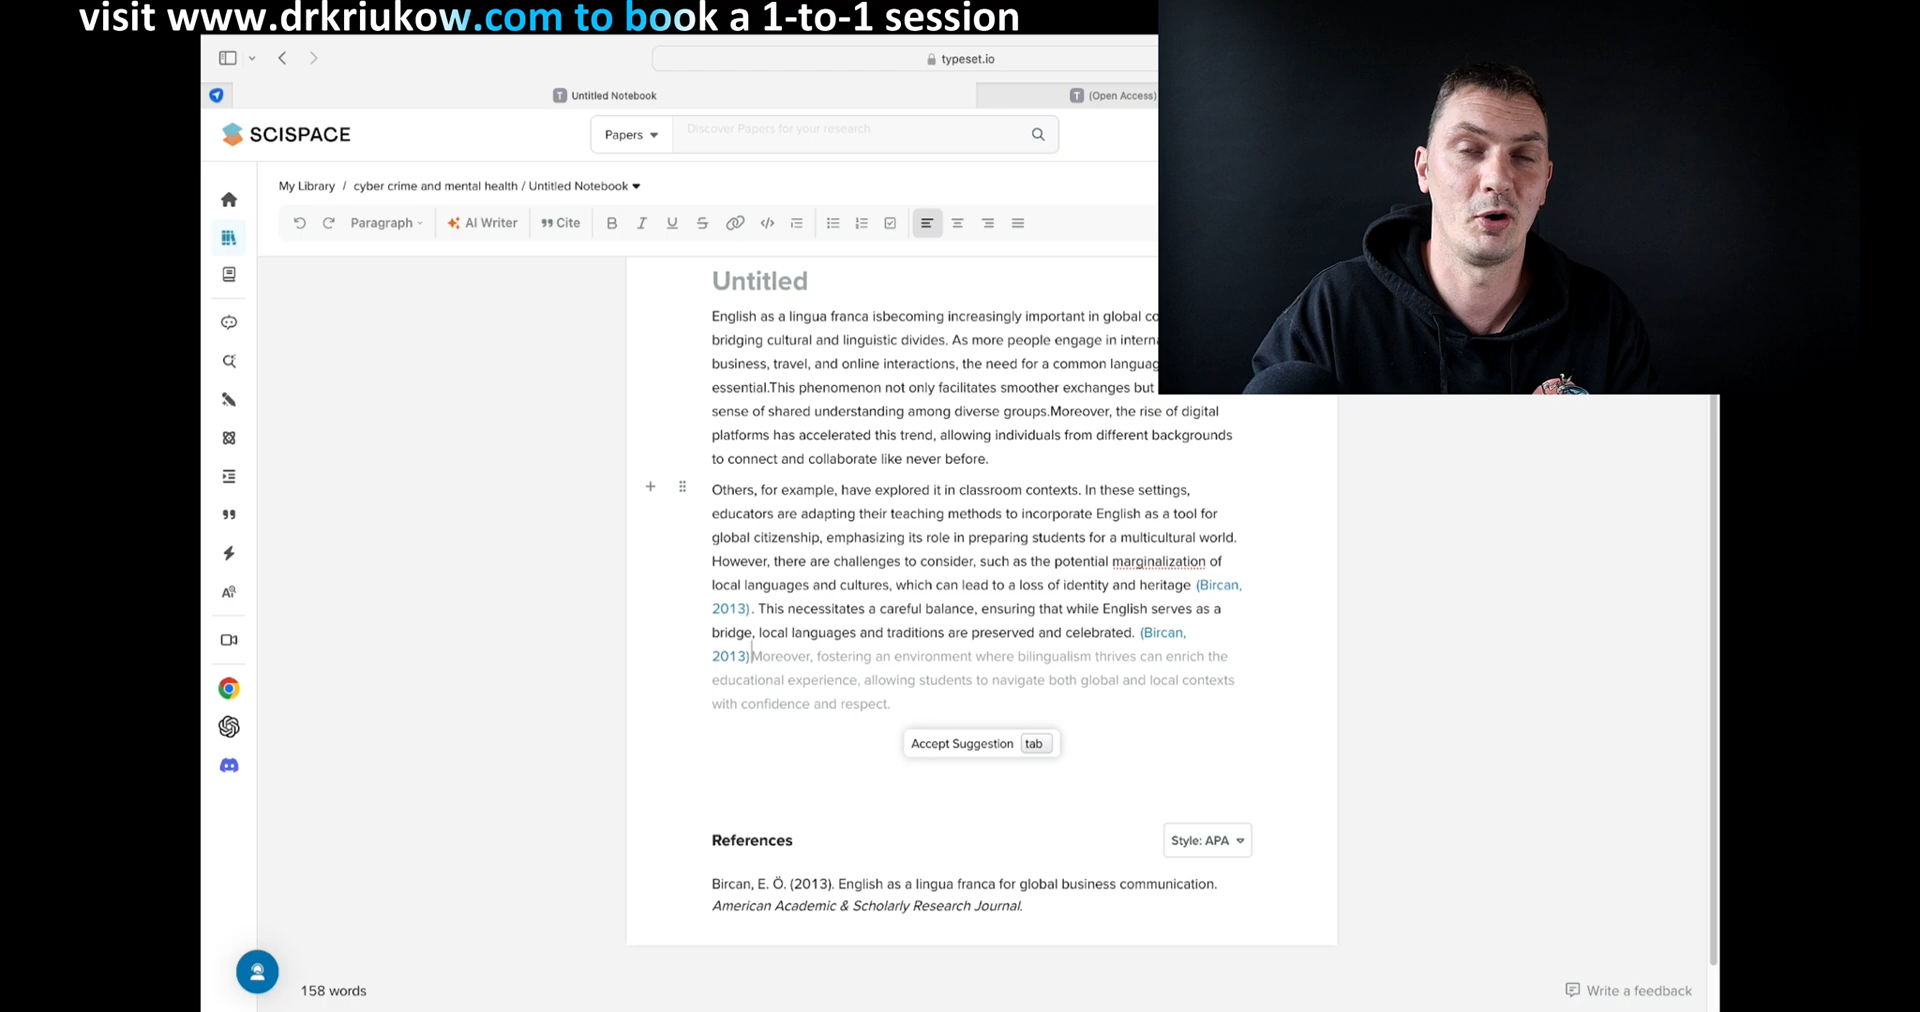 visit www.drkriukow.com to book a 1-to-1 session
typeset.io
Untitled Notebook
(Open Access)
SCISPACE
Papers
Discover Papers for your research
My Library / cyber crime and mental health / Untitled Notebook
Paragraph
AI Writer
Cite
B I U S
Untitled
English as a lingua franca isbecoming increasingly important in global co
bridging cultural and linguistic divides. As more people engage in interna
business, travel, and online interactions, the need for a common languag
essential.This phenomenon not only facilitates smoother exchanges but
sense of shared understanding among diverse groups.Moreover, the rise of digital
platforms has accelerated this trend, allowing individuals from different backgrounds
to connect and collaborate like never before.
Others, for example, have explored it in classroom contexts. In these settings,
educators are adapting their teaching methods to incorporate English as a tool for
global citizenship, emphasizing its role in preparing students for a multicultural world.
However, there are challenges to consider, such as the potential marginalization of
local languages and cultures, which can lead to a loss of identity and heritage (Bircan,
2013). This necessitates a careful balance, ensuring that while English serves as a
bridge, local languages and traditions are preserved and celebrated. (Bircan,
2013)Moreover, fostering an environment where bilingualism thrives can enrich the
educational experience, allowing students to navigate both global and local contexts
with confidence and respect.
Accept Suggestion tab
References
Style: APA
Bircan, E. Ö. (2013). English as a lingua franca for global business communication.
American Academic & Scholarly Research Journal.
158 words
Write a feedback